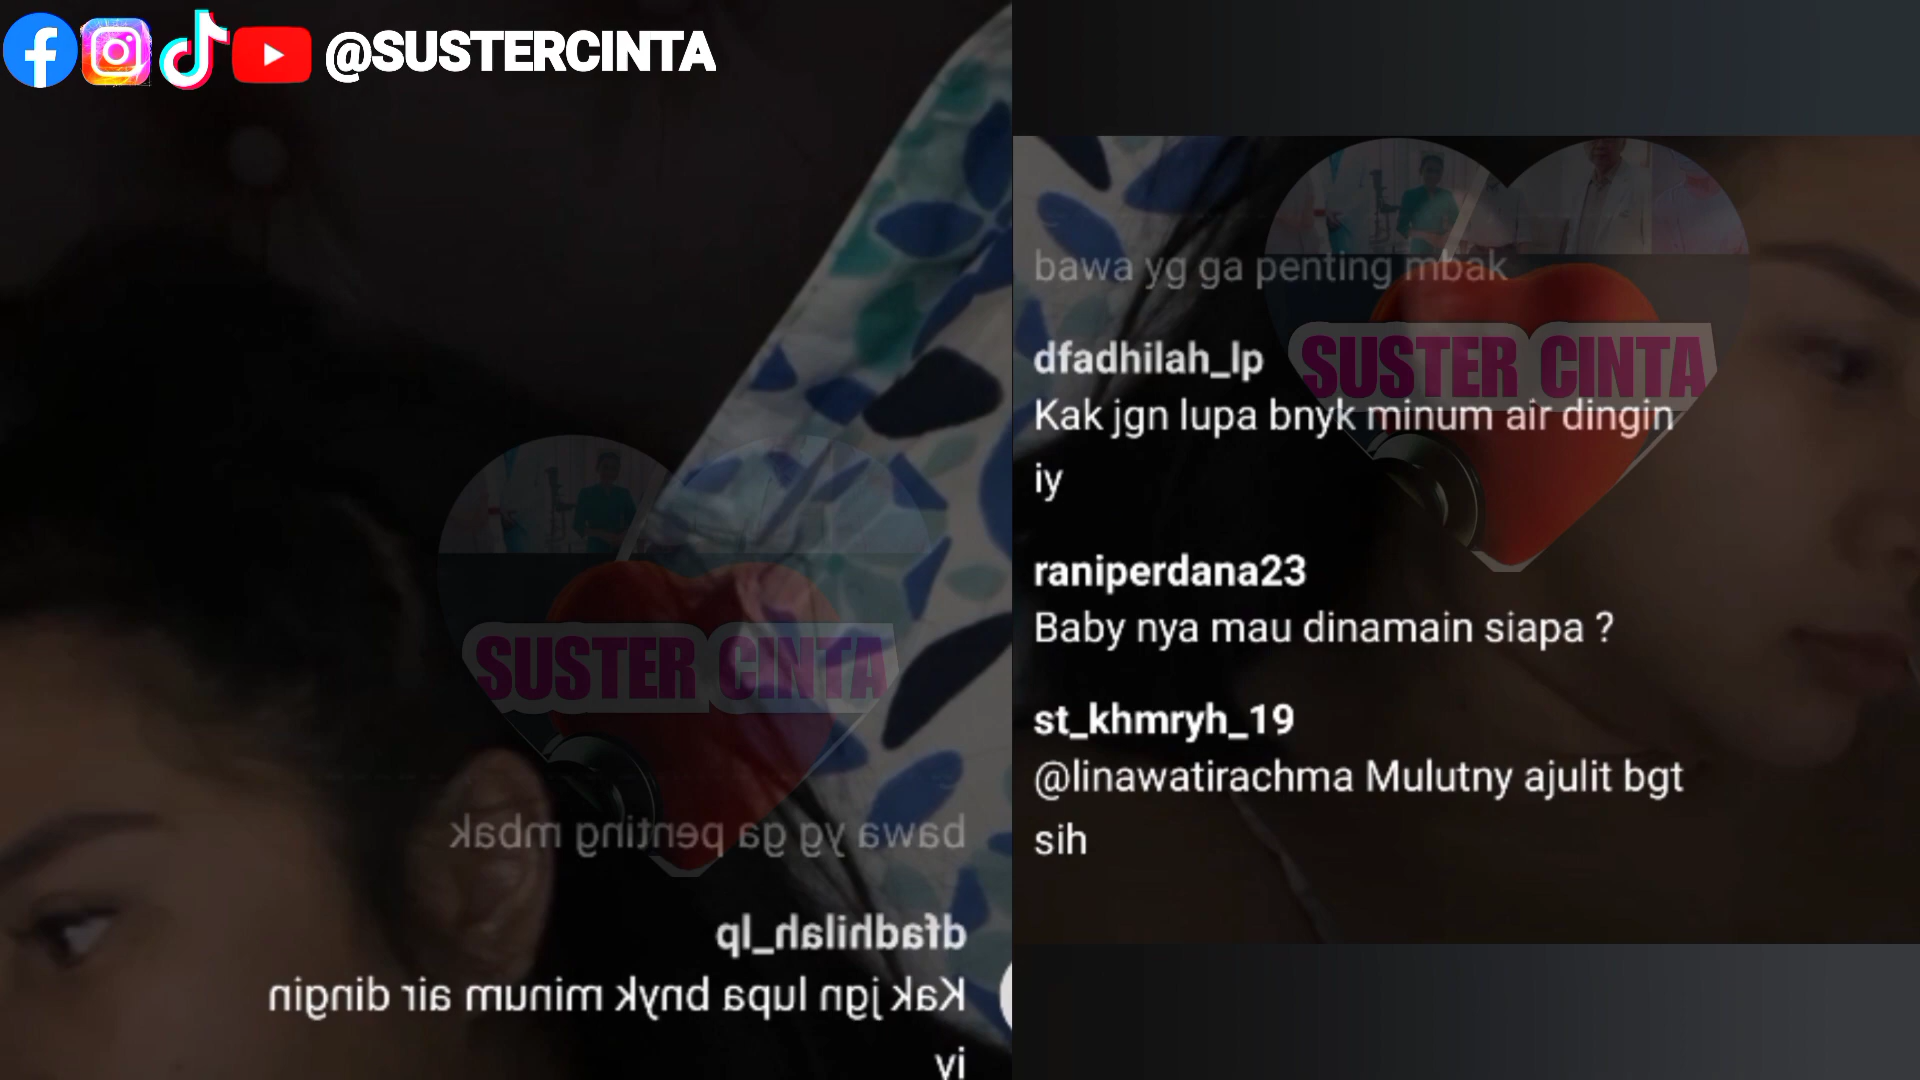 @SUSTERCINTA
SUSTER CINTA
bawa yg ga penting mbak
dfadhilah_lp
Kak jgn lupa bnyk minum air dingin
iy
bawa yg ga penting mbak
SUSTER CINTA
dfadhilah_lp
Kak jgn lupa bnyk minum air dingin
iy
raniperdana23
Baby nya mau dinamain siapa ?
st_khmryh_19
@linawatirachma Mulutny ajulit bgt
sih